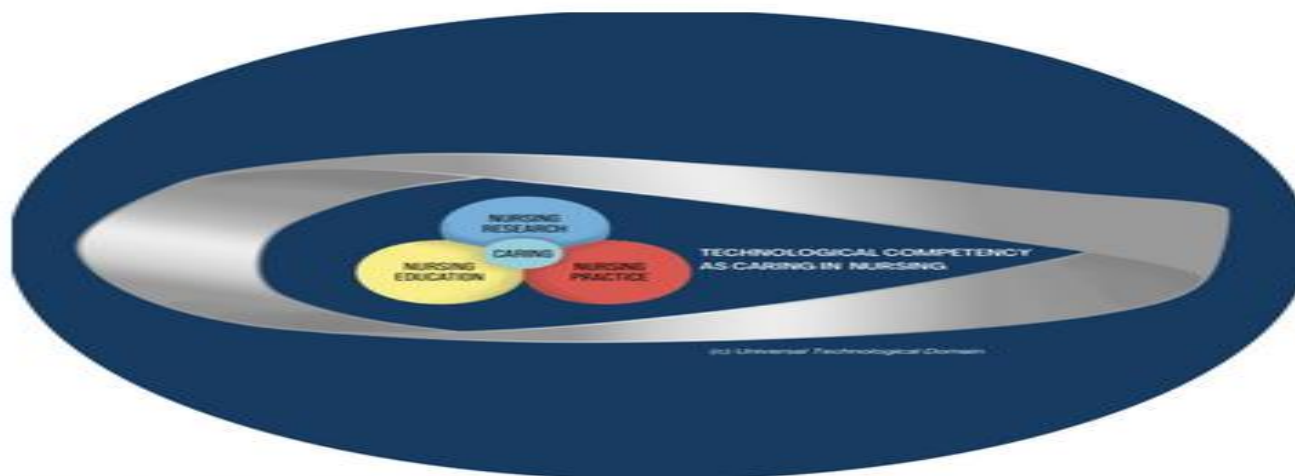 NURSING
RESEARCH
CARING
NURSING
EDUCATION
NURSING
PRACTICE
TECHNOLOGICAL COMPETENCY
AS CARING IN NURSING
(c) Universal Technological Domain